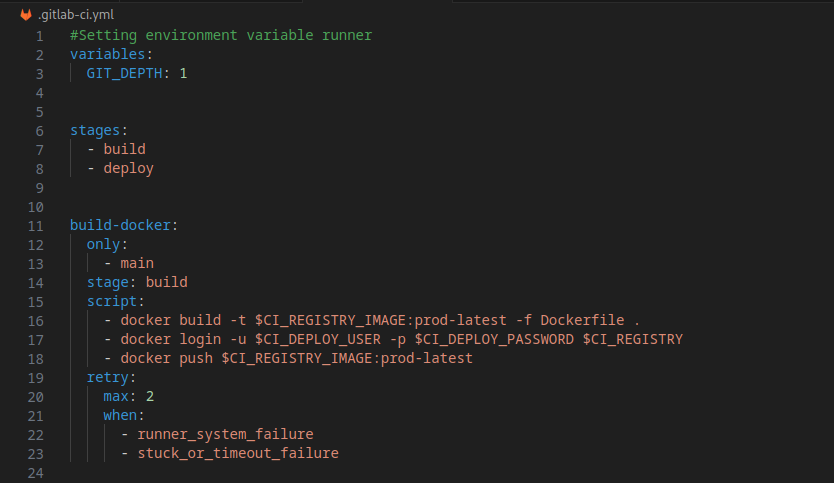 .gitlab-ci.yml
1 #Setting environment variable runner
2 variables:
3   GIT_DEPTH: 1
4
5
6 stages:
7   - build
8   - deploy
9
10
11 build-docker:
12   only:
13     - main
14   stage: build
15   script:
16     - docker build -t $CI_REGISTRY_IMAGE:prod-latest -f Dockerfile .
17     - docker login -u $CI_DEPLOY_USER -p $CI_DEPLOY_PASSWORD $CI_REGISTRY
18     - docker push $CI_REGISTRY_IMAGE:prod-latest
19   retry:
20     max: 2
21     when:
22       - runner_system_failure
23       - stuck_or_timeout_failure
24